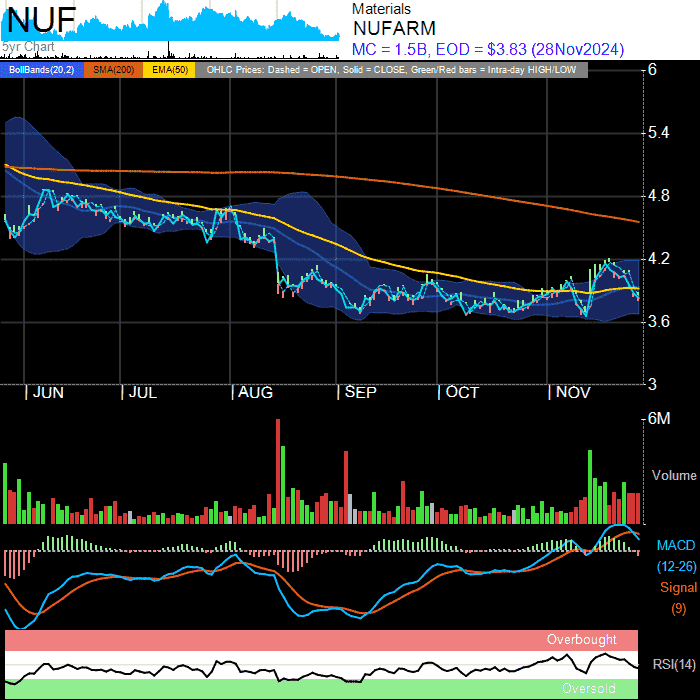 NUF
5yr Chart
Materials
NUFARM
MC = 1.5B, EOD = $3.83 (28Nov2024)
BollBands(20,2) SMA(200) EMA(50) OHLC Prices: Dashed = OPEN, Solid = CLOSE, Green/Red bars = Intra-day HIGH/LOW
6
5.4
4.8
4.2
3.6
3
JUN JUL AUG SEP OCT NOV
6M
Volume
MACD
(12-26)
Signal
(9)
Overbought
RSI(14)
Oversold